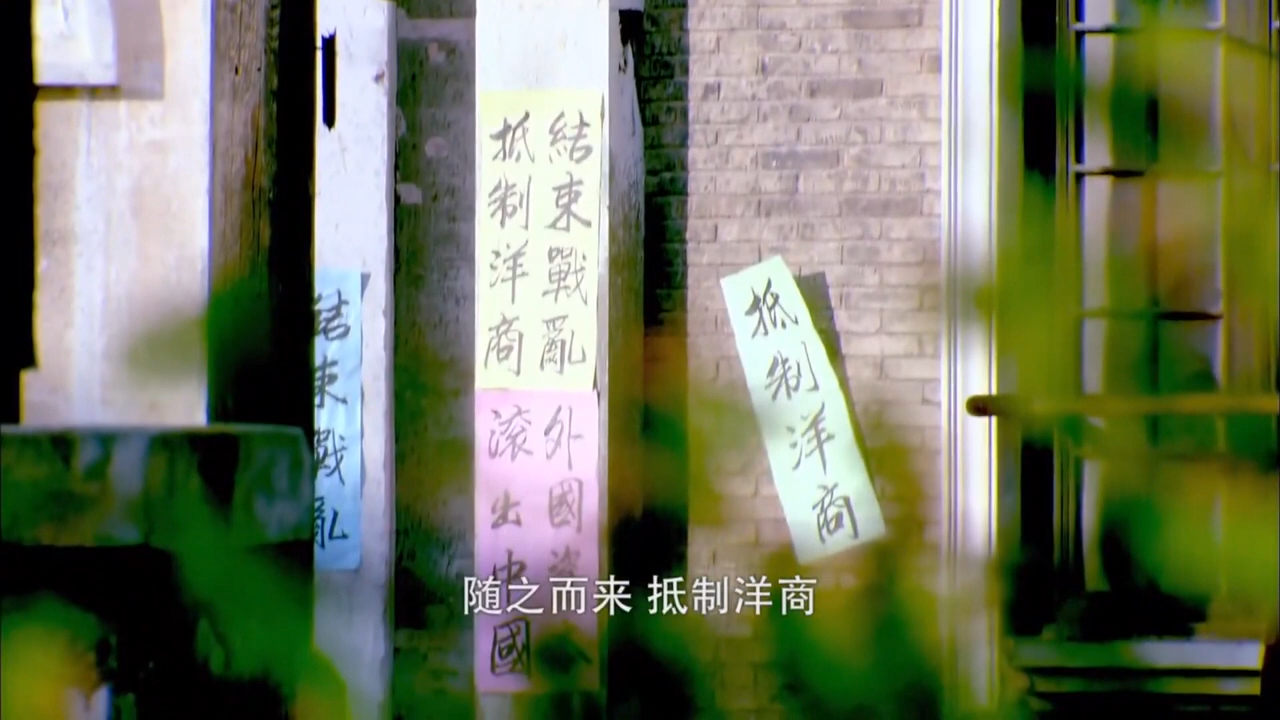 結束戰亂
結束戰亂
抵制洋商
外國
滾出中國
抵制洋商
随之而来 抵制洋商